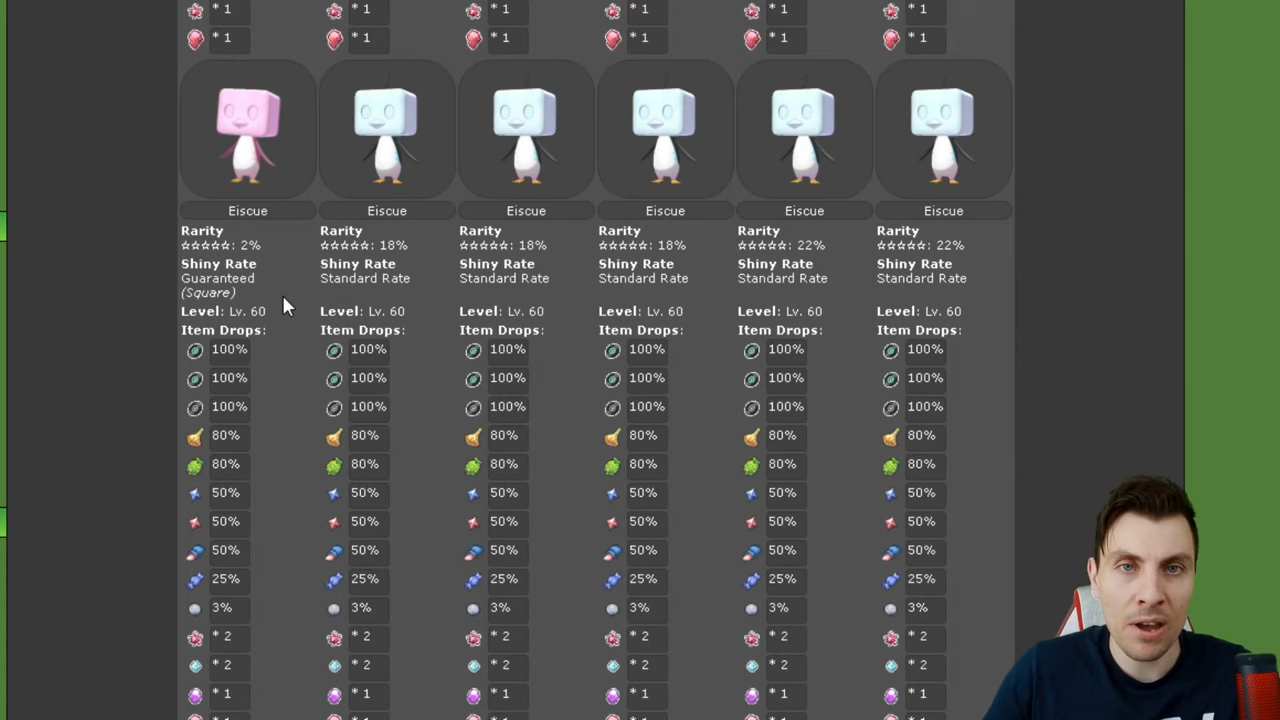 * 1 * 1 * 1 * 1 * 1 * 1
* 1 * 1 * 1 * 1 * 1 * 1
Eiscue Eiscue Eiscue Eiscue Eiscue Eiscue
Rarity Rarity Rarity Rarity Rarity Rarity
☆☆☆☆☆: 2% ☆☆☆☆☆: 18% ☆☆☆☆☆: 18% ☆☆☆☆☆: 18% ☆☆☆☆☆: 22% ☆☆☆☆☆: 22%
Shiny Rate Shiny Rate Shiny Rate Shiny Rate Shiny Rate Shiny Rate
Guaranteed Standard Rate Standard Rate Standard Rate Standard Rate Standard Rate
(Square)
Level: Lv. 60 Level: Lv. 60 Level: Lv. 60 Level: Lv. 60 Level: Lv. 60 Level: Lv. 60
Item Drops: Item Drops: Item Drops: Item Drops: Item Drops: Item Drops:
100% 100% 100% 100% 100% 100%
100% 100% 100% 100% 100% 100%
100% 100% 100% 100% 100% 100%
80% 80% 80% 80% 80% 80%
80% 80% 80% 80% 80% 80%
50% 50% 50% 50% 50% 50%
50% 50% 50% 50% 50% 50%
50% 50% 50% 50% 50% 50%
25% 25% 25% 25% 25% 25%
3% 3% 3% 3% 3% 3%
* 2 * 2 * 2 * 2 * 2 * 2
* 2 * 2 * 2 * 2 * 2 * 2
* 1 * 1 * 1 * 1 * 1 * 1